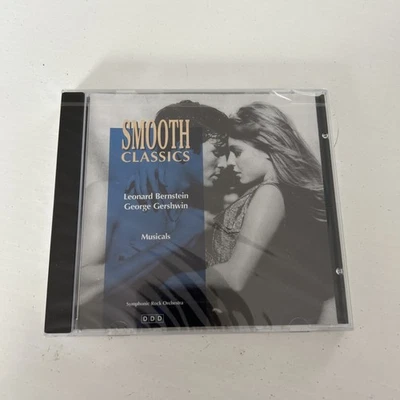 SMOOTH
CLASSICS
Leonard Bernstein
George Gershwin
Musicals
Symphonic Rock Orchestra
DDD